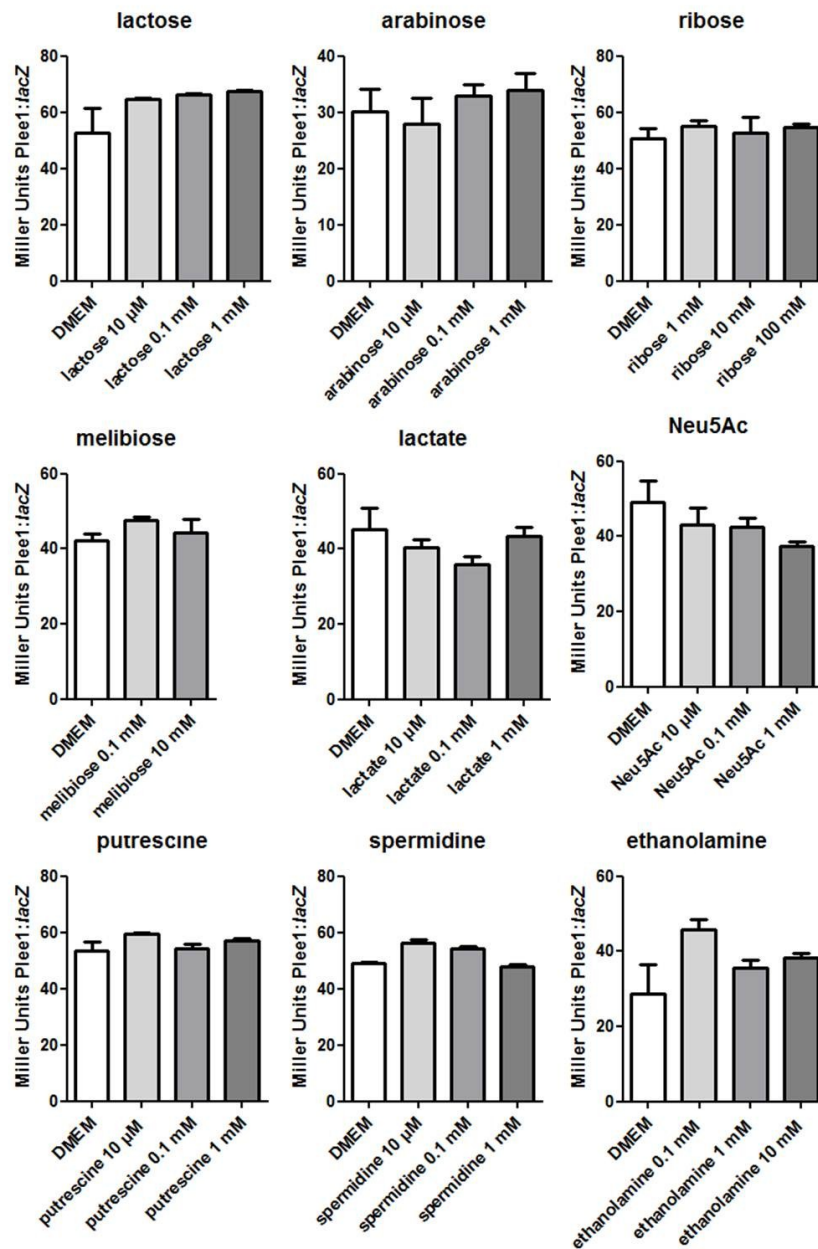 lactose
Miller Units Plee1:lacZ
80
60
40
20
0
DMEM
lactose 10 µM
lactose 0.1 mM
lactose 1 mM
arabinose
Miller Units Plee1:lacZ
40
30
20
10
0
DMEM
arabinose 10 µM
arabinose 0.1 mM
arabinose 1 mM
ribose
Miller Units Plee1:lacZ
80
60
40
20
0
DMEM
ribose 1 mM
ribose 10 mM
ribose 100 mM
melibiose
Miller Units Plee1:lacZ
60
40
20
0
DMEM
melibiose 0.1 mM
melibiose 10 mM
lactate
Miller Units Plee1:lacZ
60
40
20
0
DMEM
lactate 10 µM
lactate 0.1 mM
lactate 1 mM
Neu5Ac
Miller Units Plee1:lacZ
60
40
20
0
DMEM
Neu5Ac 10 µM
Neu5Ac 0.1 mM
Neu5Ac 1 mM
putrescine
Miller Units Plee1:lacZ
80
60
40
20
0
DMEM
putrescine 10 µM
putrescine 0.1 mM
putrescine 1 mM
spermidine
Miller Units Plee1:lacZ
80
60
40
20
0
DMEM
spermidine 10 µM
spermidine 0.1 mM
spermidine 1 mM
ethanolamine
Miller Units Plee1:lacZ
60
40
20
0
DMEM
ethanolamine 0.1 mM
ethanolamine 1 mM
ethanolamine 10 mM